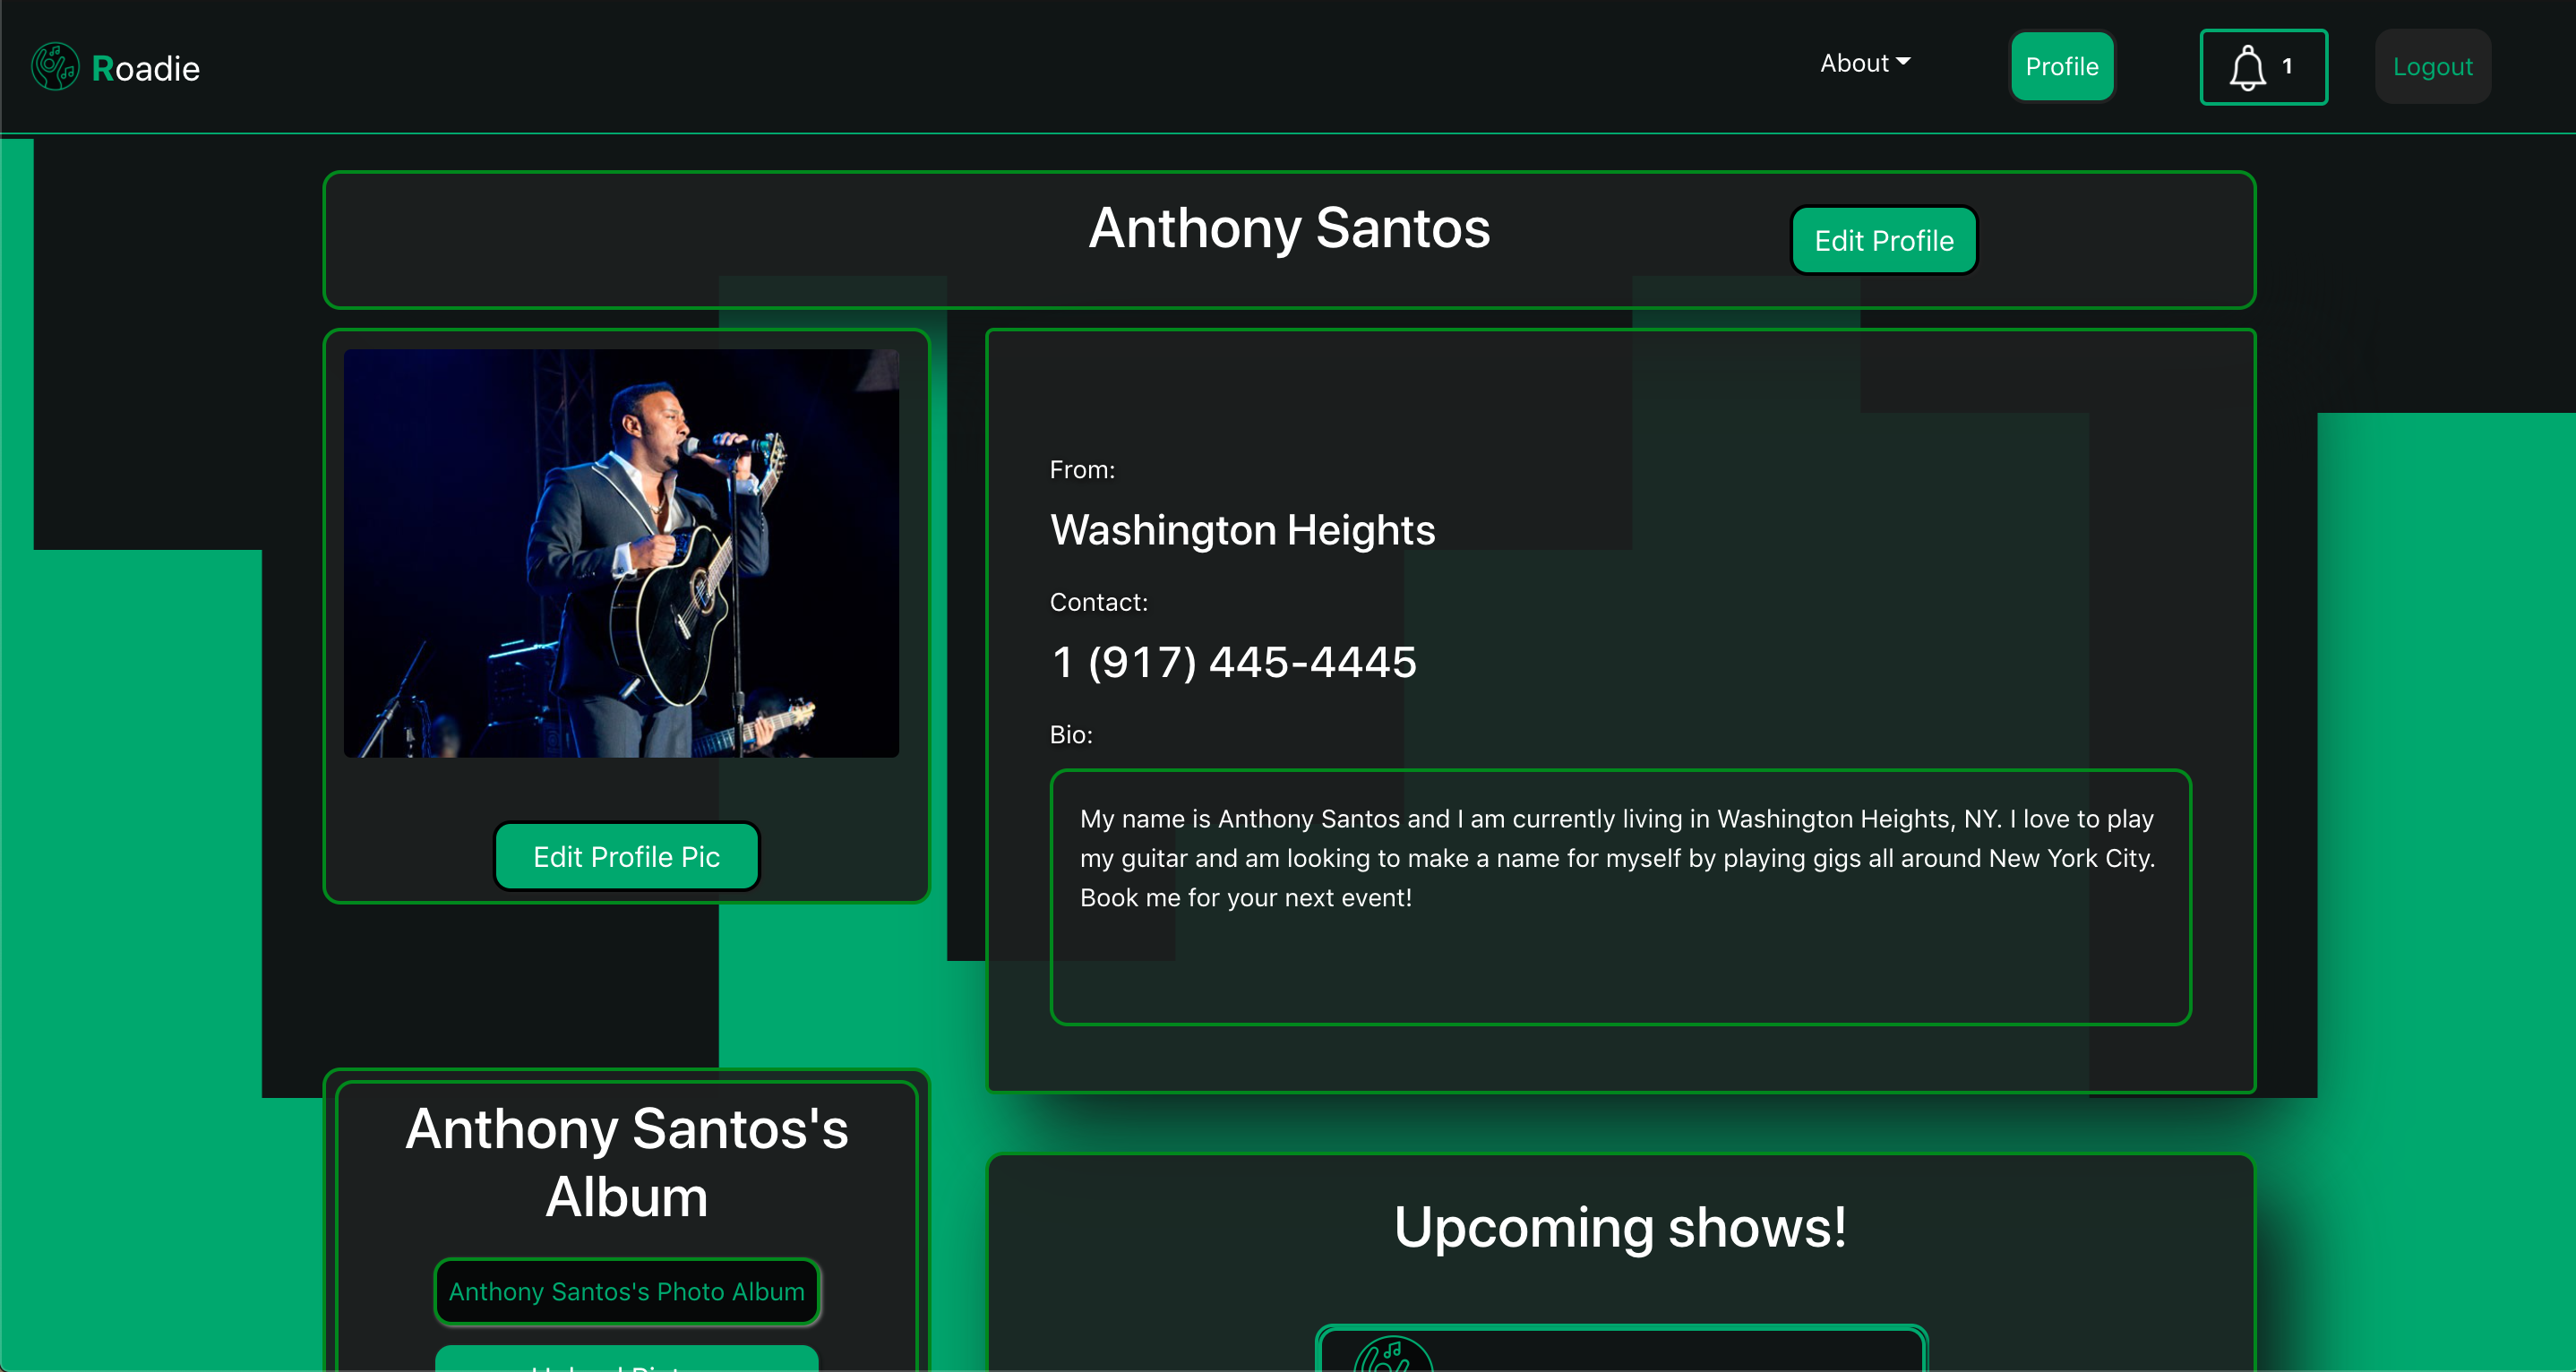 Roadie
About
Profile
1
Logout
Anthony Santos
Edit Profile
From:
Washington Heights
Contact:
1 (917) 445-4445
Bio:
My name is Anthony Santos and I am currently living in Washington Heights, NY. I love to play
my guitar and am looking to make a name for myself by playing gigs all around New York City.
Book me for your next event!
Edit Profile Pic
Anthony Santos's
Album
Anthony Santos's Photo Album
Upcoming shows!